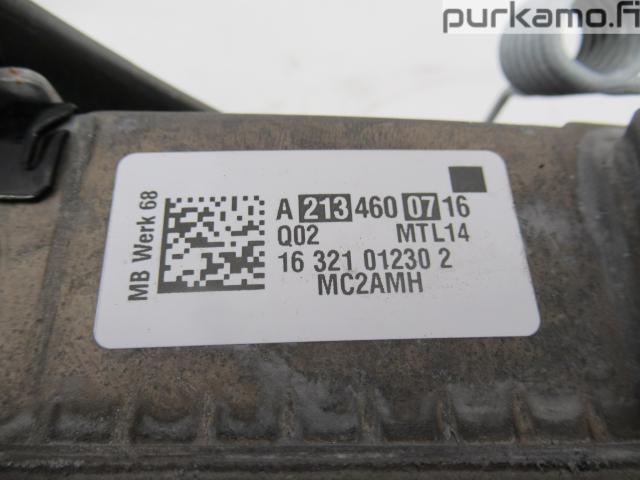 purkamo.fi
MB Werk 68
A 213 460 07 16
Q02 MTL14
16 321 01230 2
MC2AMH